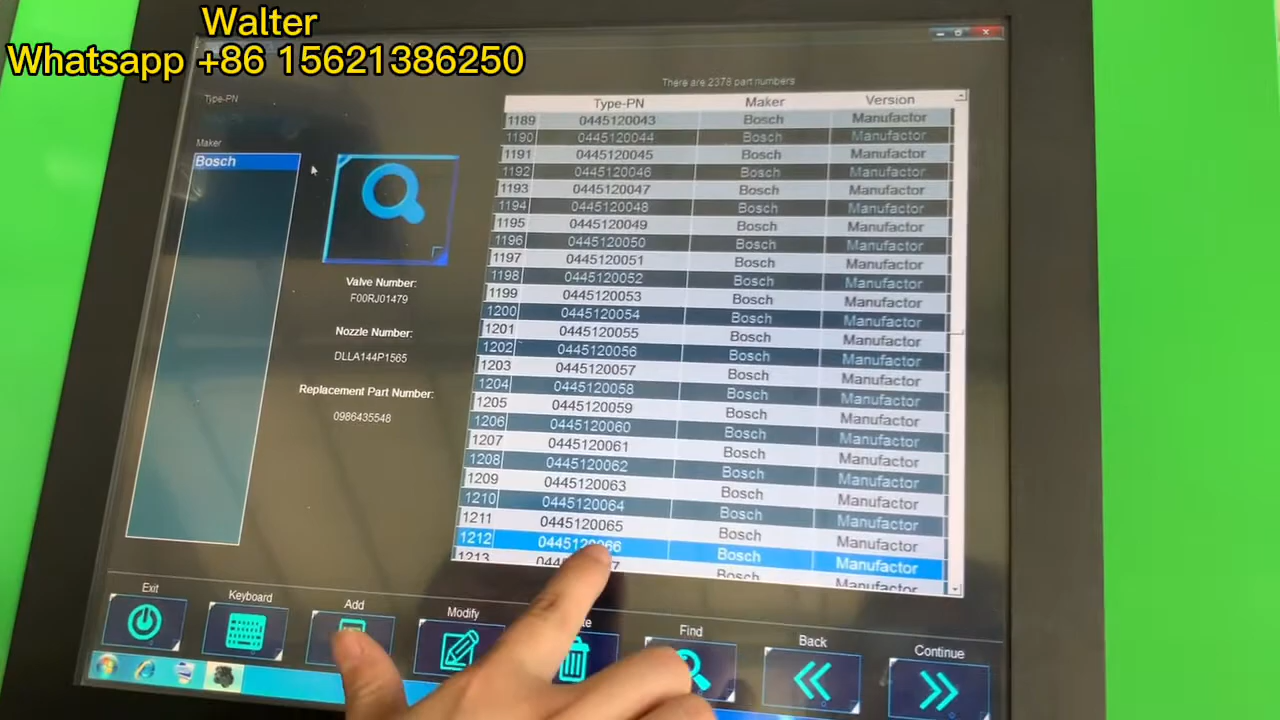 Walter
Whatsapp +86 15621386250
There are 2378 part numbers
Type-PN
Maker
Bosch
Valve Number:
F00RJ01479
Nozzle Number:
DLLA144P1565
Replacement Part Number:
0986435548
Type-PN Maker Version
1189 0445120043 Bosch Manufactor
1190 0445120044 Bosch Manufactor
1191 0445120045 Bosch Manufactor
1192 0445120046 Bosch Manufactor
1193 0445120047 Bosch Manufactor
1194 0445120048 Bosch Manufactor
1195 0445120049 Bosch Manufactor
1196 0445120050 Bosch Manufactor
1197 0445120051 Bosch Manufactor
1198 0445120052 Bosch Manufactor
1199 0445120053 Bosch Manufactor
1200 0445120054 Bosch Manufactor
1201 0445120055 Bosch Manufactor
1202 0445120056 Bosch Manufactor
1203 0445120057 Bosch Manufactor
1204 0445120058 Bosch Manufactor
1205 0445120059 Bosch Manufactor
1206 0445120060 Bosch Manufactor
1207 0445120061 Bosch Manufactor
1208 0445120062 Bosch Manufactor
1209 0445120063 Bosch Manufactor
1210 0445120064 Bosch Manufactor
1211 0445120065 Bosch Manufactor
1212 0445120066 Bosch Manufactor
1213 Bosch Manufactor
Exit
Keyboard
Add
Modify
Find
Back
Continue